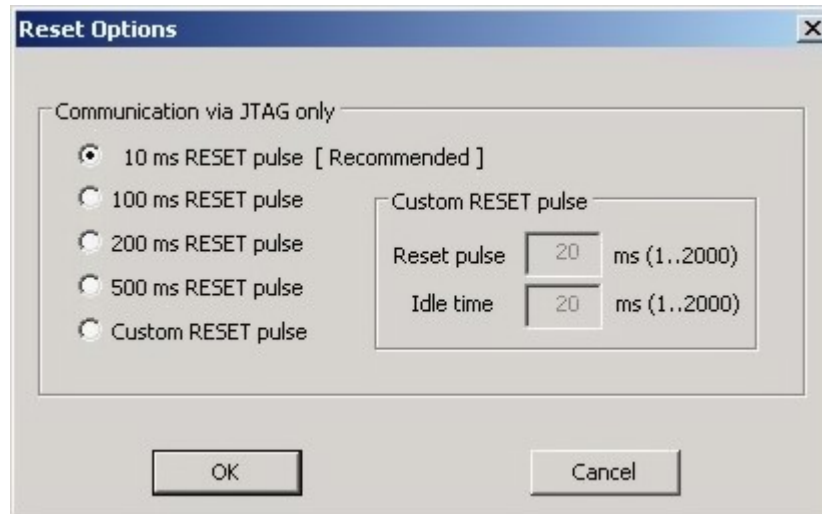 Reset Options
Communication via JTAG only
10 ms RESET pulse [ Recommended ]
100 ms RESET pulse
200 ms RESET pulse
500 ms RESET pulse
Custom RESET pulse
Custom RESET pulse
Reset pulse 20 ms (1..2000)
Idle time 20 ms (1..2000)
OK Cancel